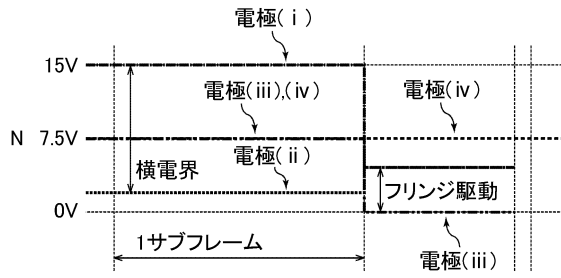 電極(ⅰ)
15V
電極(ⅲ),(ⅳ)
電極(ⅳ)
N 7.5V
電極(ⅱ)
横電界
フリンジ駆動
0V
1サブフレーム
電極(ⅲ)